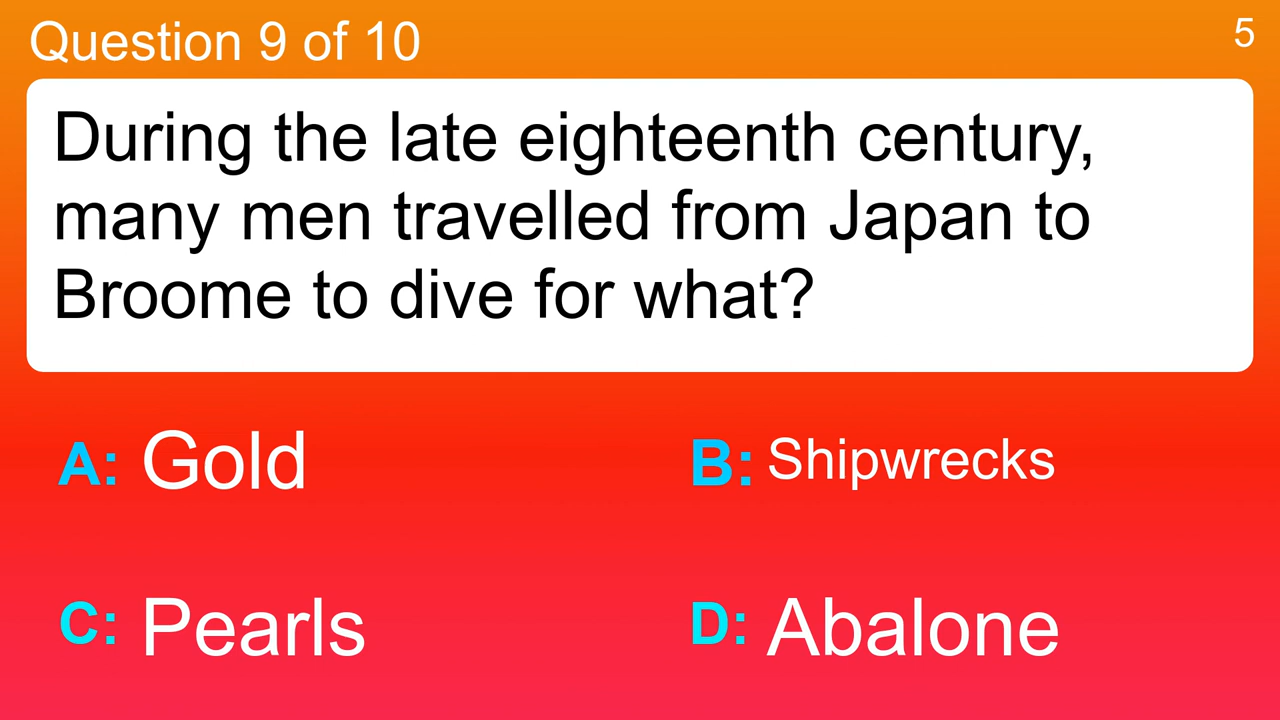 Question 9 of 10
5
During the late eighteenth century,
many men travelled from Japan to
Broome to dive for what?
A: Gold
B: Shipwrecks
C: Pearls
D: Abalone